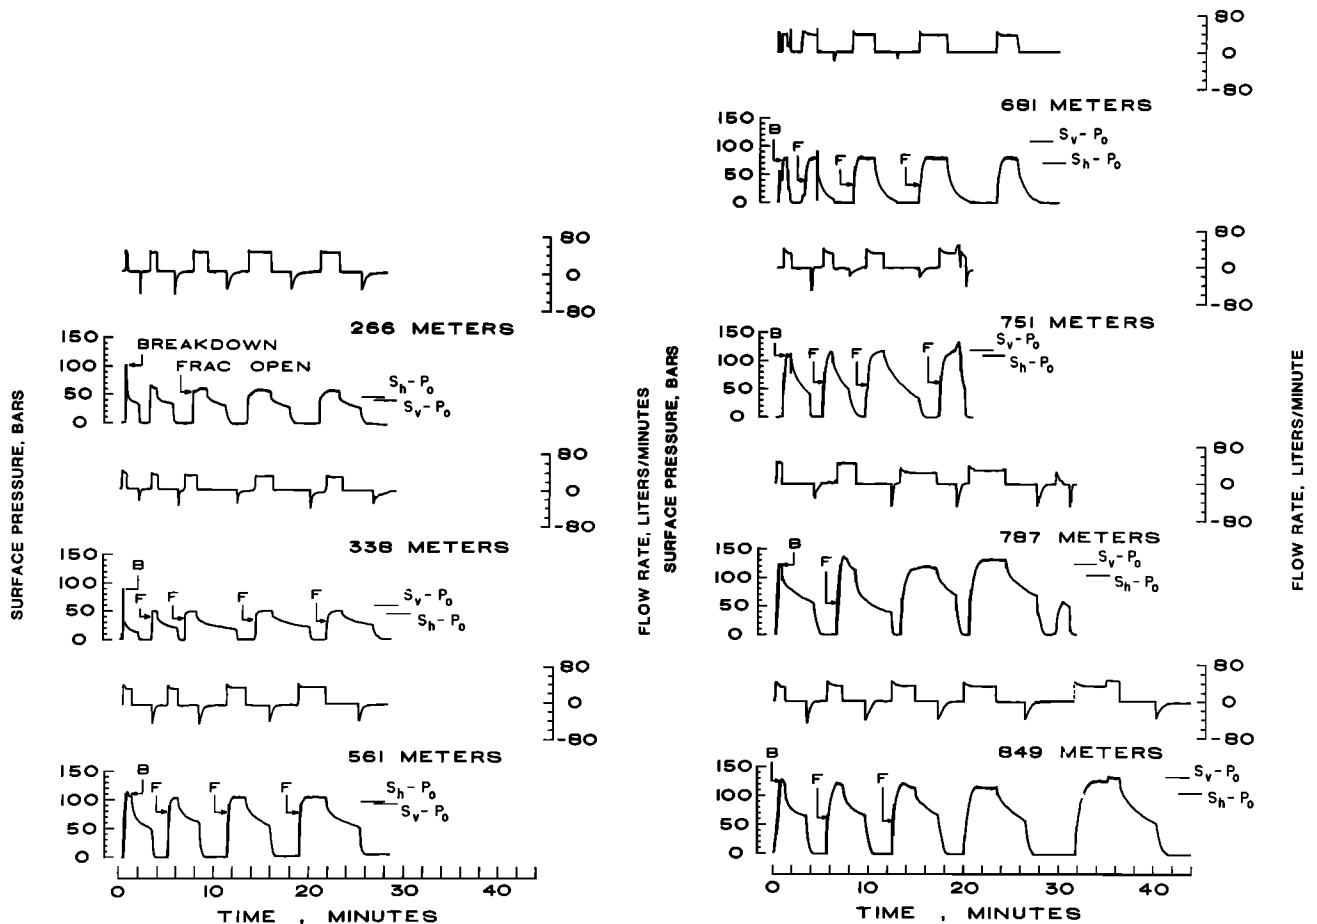 80
0
-80
266 METERS
150
100
50
0
BREAKDOWN
FRAC OPEN
Sh-Po
Sv-Po
80
0
-80
338 METERS
150
100
50
0
B
F
F
F
F
Sv-Po
Sh-Po
80
0
-80
561 METERS
150
100
50
0
B
F
F
F
Sh-Po
Sv-Po
0
10
20
30
40
TIME , MINUTES
SURFACE PRESSURE, BARS
FLOW RATE, LITERS/MINUTES
SURFACE PRESSURE, BARS
80
0
-80
681 METERS
150
100
50
0
B
F
F
F
Sv-Po
Sh-Po
80
0
-80
751 METERS
150
100
50
0
B
F
F
F
Sv-Po
Sh-Po
80
0
-80
787 METERS
150
100
50
0
B
F
Sv-Po
Sh-Po
80
0
-80
849 METERS
150
100
50
0
B
F
F
Sv-Po
Sh-Po
0
10
20
30
40
TIME , MINUTES
FLOW RATE, LITERS/MINUTE